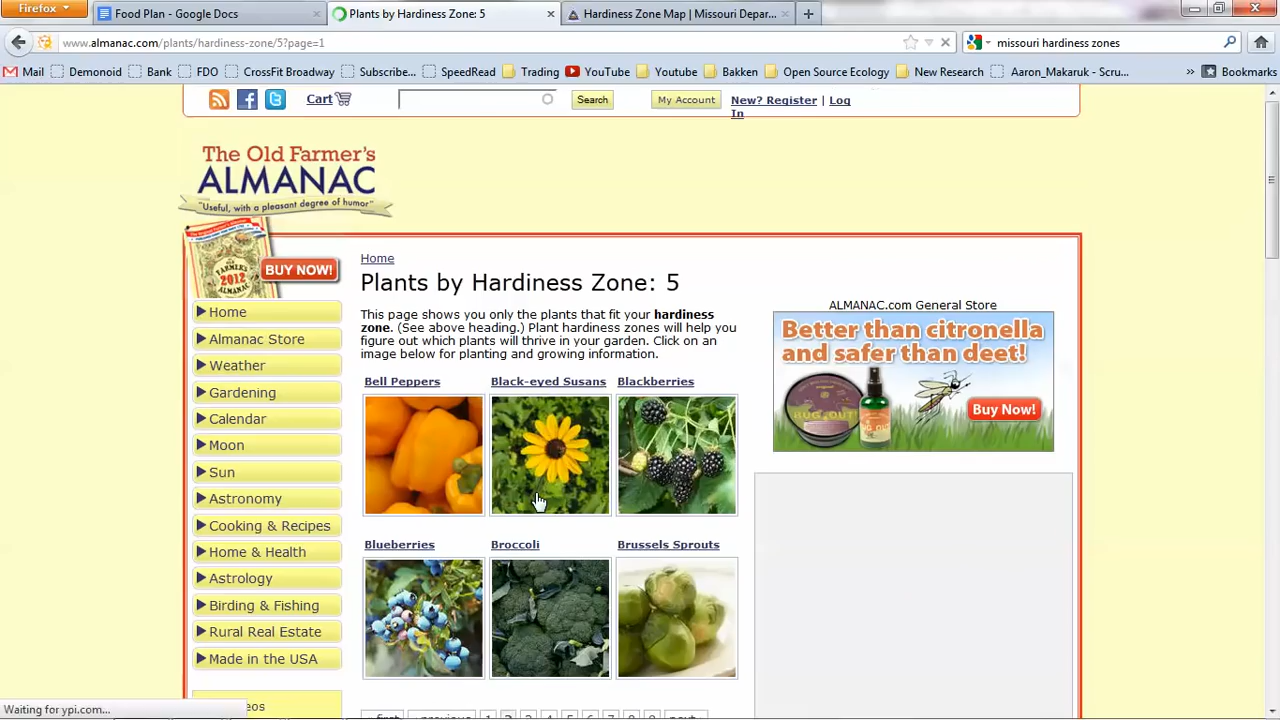 Firefox
Food Plan - Google Docs
Plants by Hardiness Zone: 5
Hardiness Zone Map | Missouri Depar...
www.almanac.com/plants/hardiness-zone/5?page=1
missouri hardiness zones
Mail
Demonoid
Bank
FDO
CrossFit Broadway
Subscribe...
SpeedRead
Trading
YouTube
Youtube
Bakken
Open Source Ecology
New Research
Aaron_Makaruk - Scru...
»
Bookmarks
Cart
Search
My Account
New? Register | Log
In
The Old Farmer's
ALMANAC
"Useful, with a pleasant degree of humor"
OLD
FARMER'S
2012
ALMANAC
BUY NOW!
Home
Almanac Store
Weather
Gardening
Calendar
Moon
Sun
Astronomy
Cooking & Recipes
Home & Health
Astrology
Birding & Fishing
Rural Real Estate
Made in the USA
Home
Plants by Hardiness Zone: 5
This page shows you only the plants that fit your hardiness
zone. (See above heading.) Plant hardiness zones will help you
figure out which plants will thrive in your garden. Click on an
image below for planting and growing information.
Bell Peppers
Black-eyed Susans
Blackberries
Blueberries
Broccoli
Brussels Sprouts
ALMANAC.com General Store
Better than citronella
and safer than deet!
BUG OUT!
Buy Now!
Waiting for ypi.com...